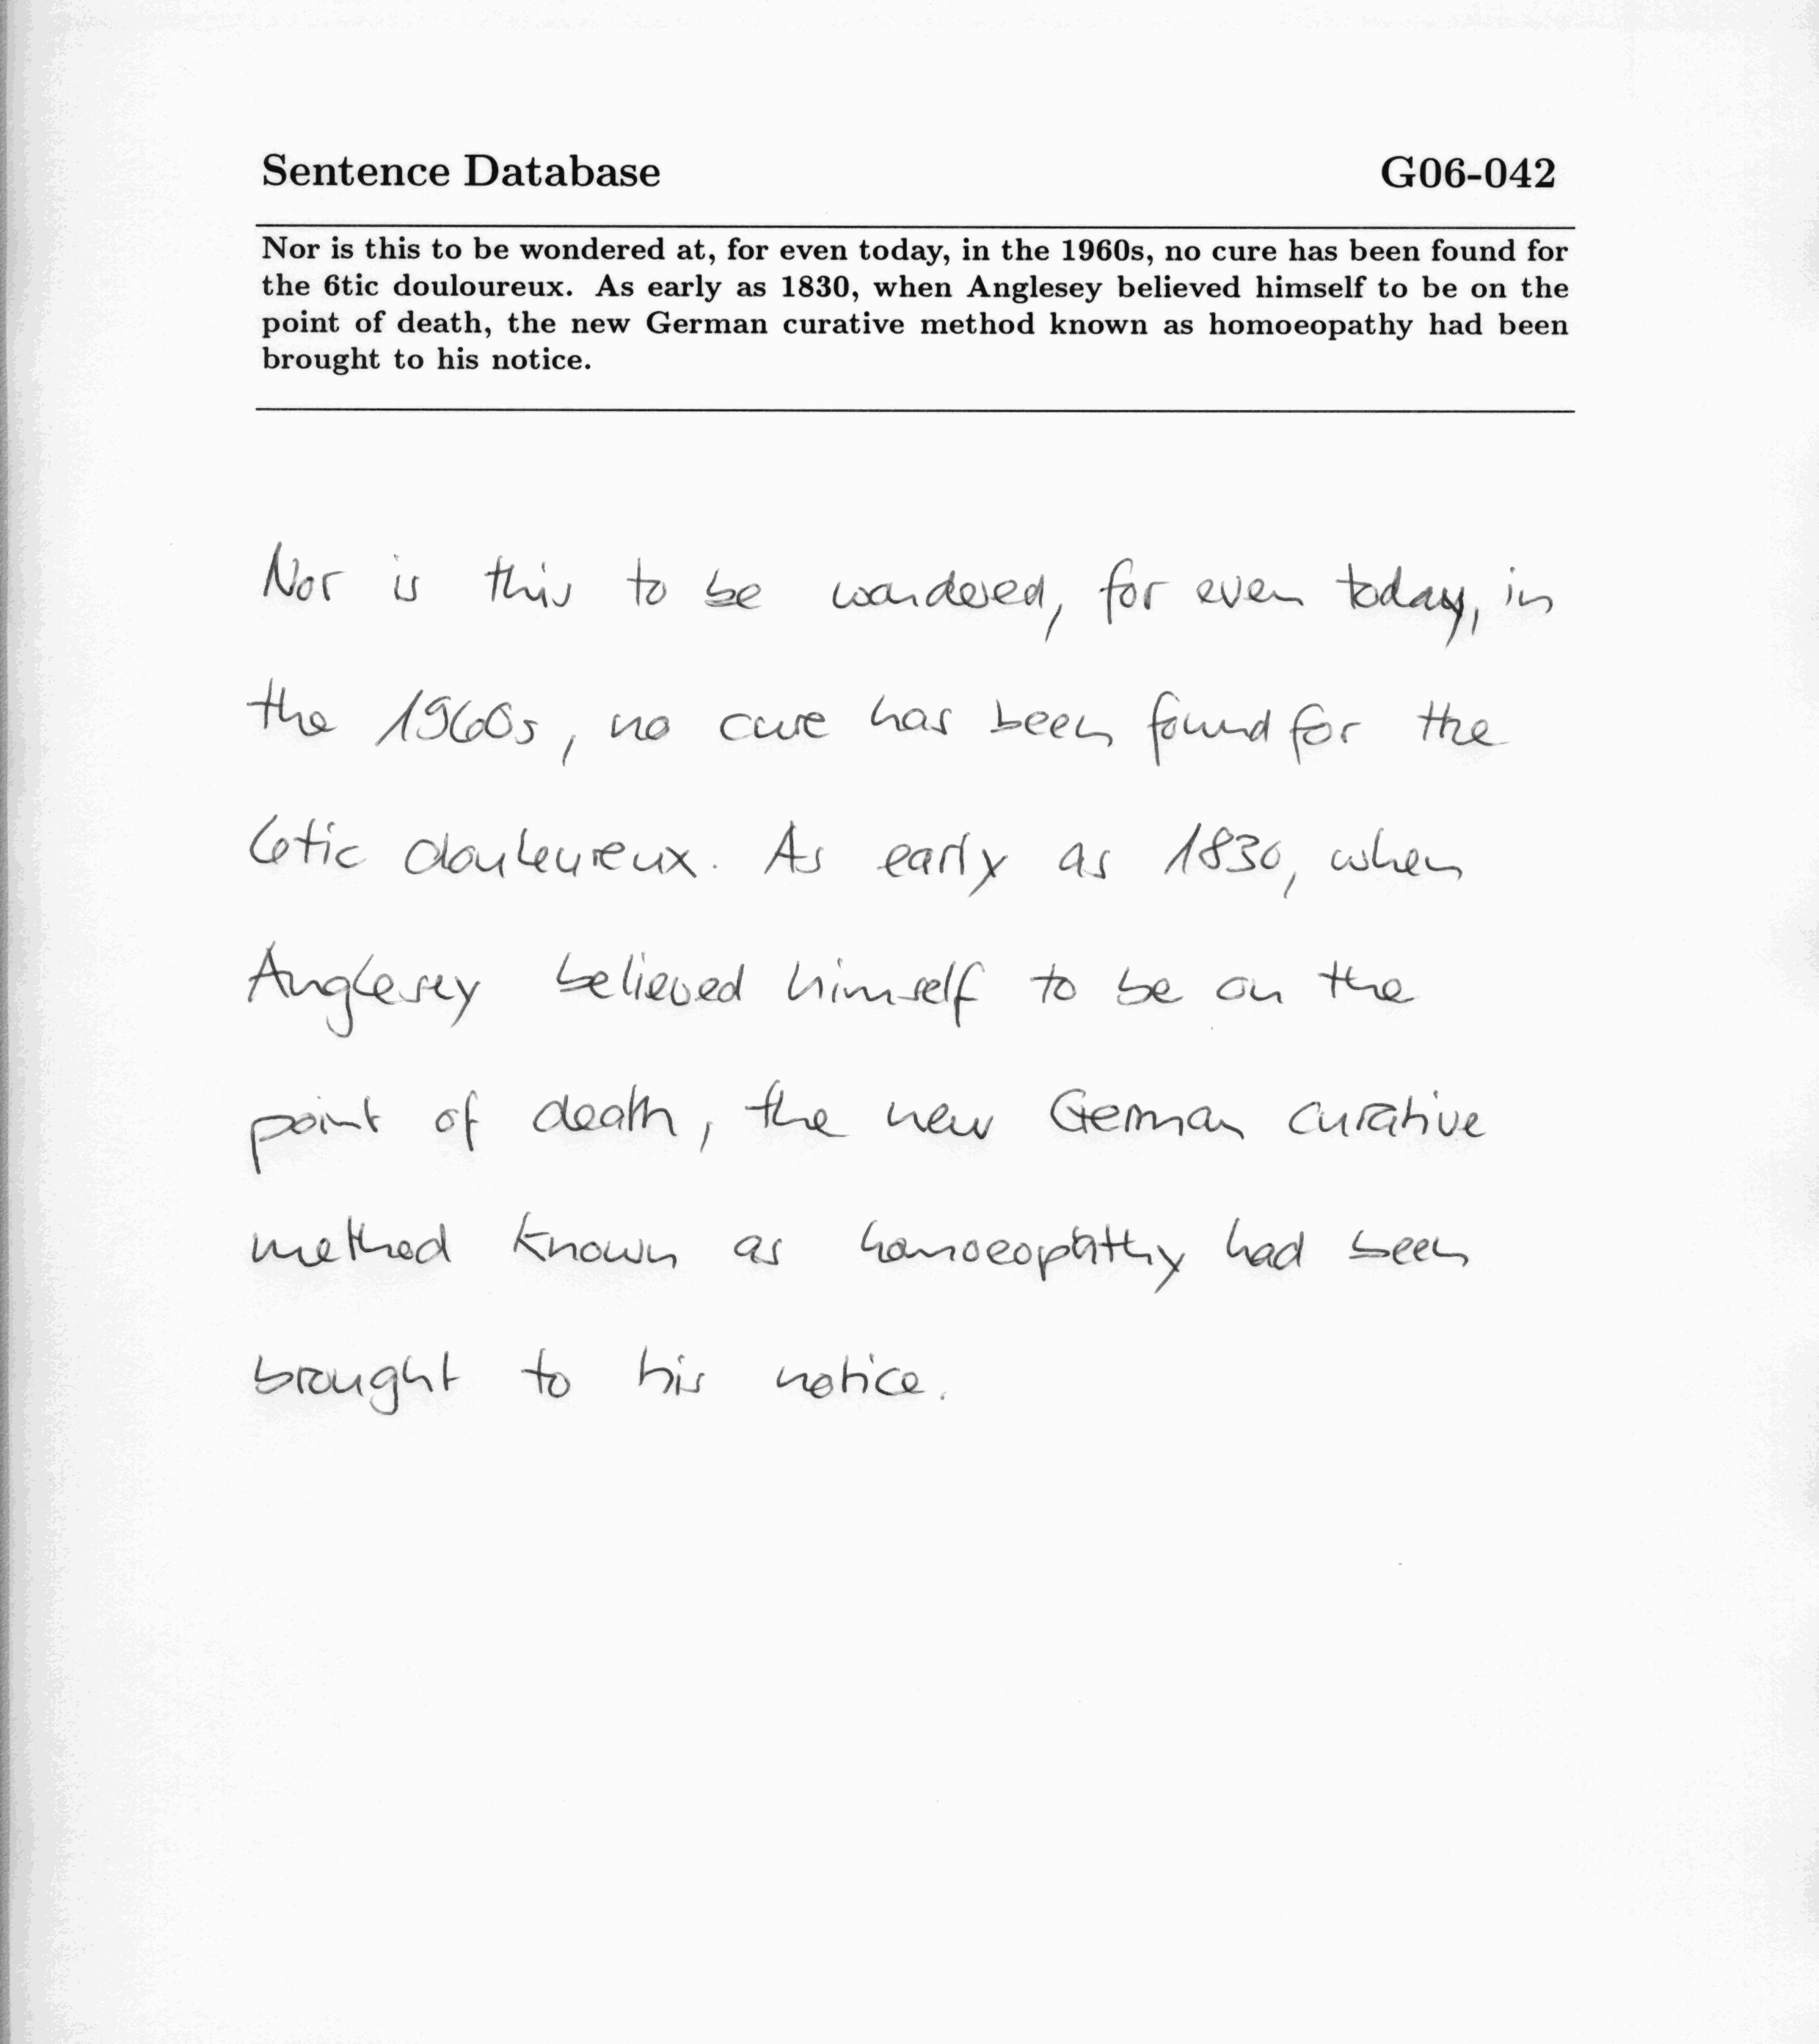 Sentence Database G06-042
Nor is this to be wondered at, for even today, in the 1960s, no cure has been found for
the 6tic douloureux. As early as 1830, when Anglesey believed himself to be on the
point of death, the new German curative method known as homoeopathy had been
brought to his notice.
Nor is this to be wondered, for even today, in
the 1960s, no cure has been found for the
6tic douleureux. As early as 1830, when
Anglesey believed himself to be on the
point of death, the new German curative
method known as homoeopathy had been
brought to his notice.